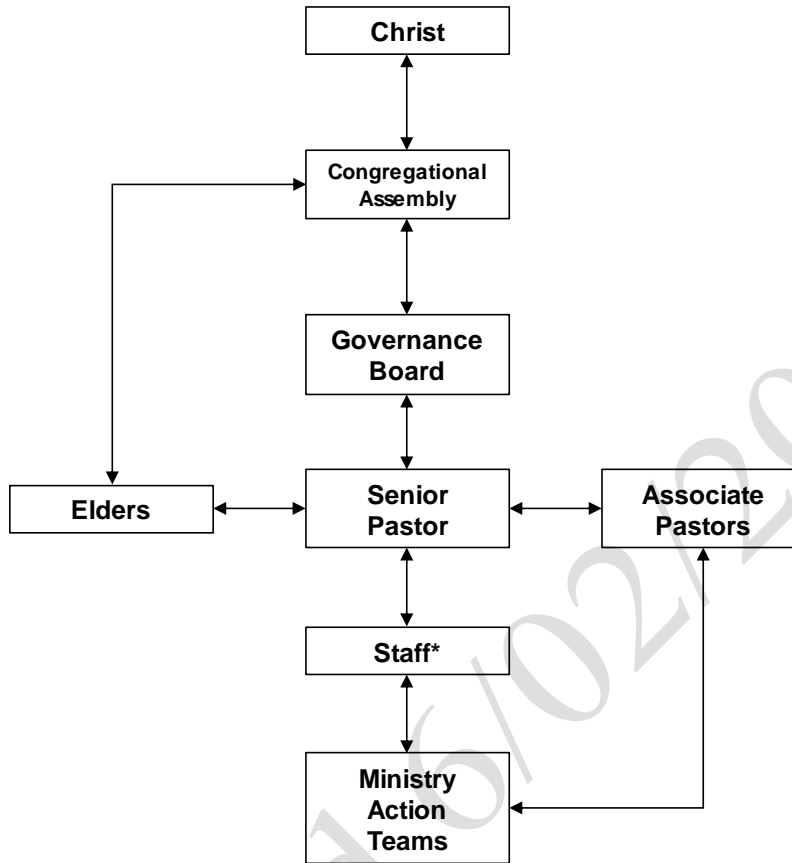 Christ
Congregational
Assembly
Governance
Board
Elders
Senior
Pastor
Associate
Pastors
Staff*
Ministry
Action
Teams